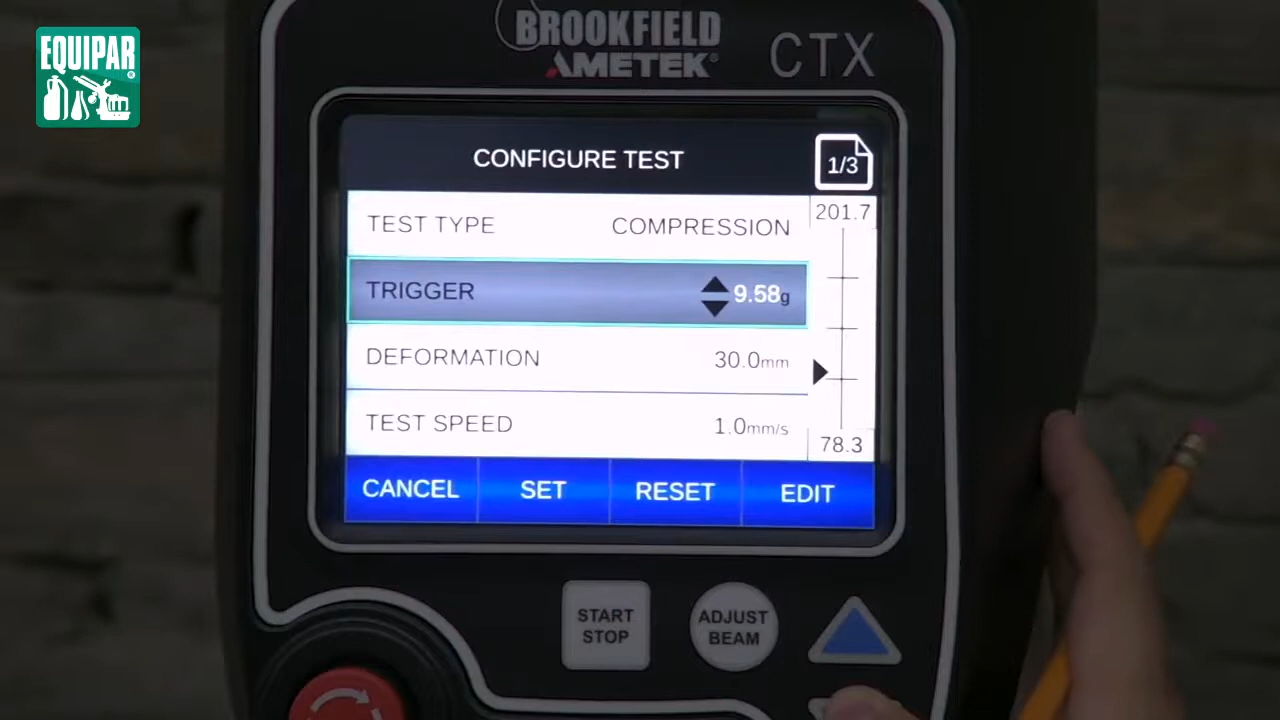 EQUIPAR
BROOKFIELD
AMETEK
CTX
CONFIGURE TEST
1/3
TEST TYPE COMPRESSION
201.7
TRIGGER 9.58g
DEFORMATION 30.0mm
TEST SPEED 1.0mm/s
78.3
CANCEL SET RESET EDIT
START STOP
ADJUST BEAM